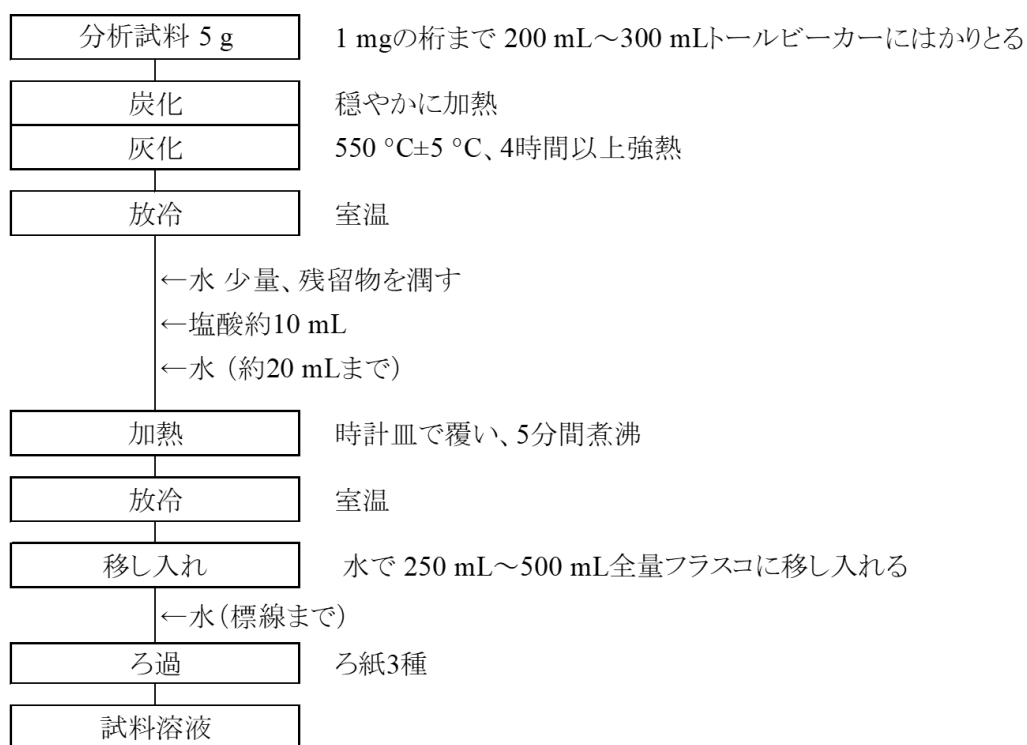 分析試料 5 g 1 mgの桁まで 200 mL～300 mLトールビーカーにはかりとる
炭化 穏やかに加熱
灰化 550 °C±5 °C、4時間以上強熱
放冷 室温
←水 少量、残留物を潤す
←塩酸約10 mL
←水（約20 mLまで）
加熱 時計皿で覆い、5分間煮沸
放冷 室温
移し入れ 水で 250 mL～500 mL全量フラスコに移し入れる
←水（標線まで）
ろ過 ろ紙3種
試料溶液